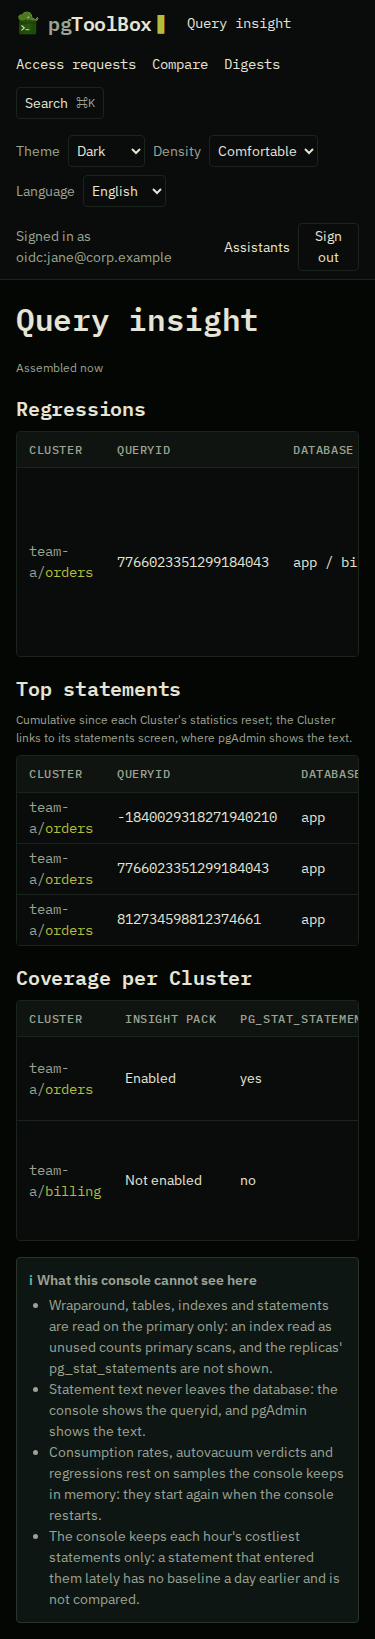 pgToolBox Query insight
Access requests Compare Digests
Search ⌘K
Theme Dark Density Comfortable
Language English
Signed in as
oidc:jane@corp.example
Assistants
Sign
out
Query insight
Assembled now
Regressions
CLUSTER QUERYID DATABASE
team-
a/orders
7766023351299184043 app / bi
Top statements
Cumulative since each Cluster's statistics reset; the Cluster
links to its statements screen, where pgAdmin shows the text.
CLUSTER QUERYID DATABASE
team-
a/orders
-1840029318271940210 app
team-
a/orders
7766023351299184043 app
team-
a/orders
812734598812374661 app
Coverage per Cluster
CLUSTER INSIGHT PACK PG_STAT_STATEMEN
team-
a/orders
Enabled yes
team-
a/billing
Not enabled no
i What this console cannot see here
• Wraparound, tables, indexes and statements
are read on the primary only: an index read as
unused counts primary scans, and the replicas'
pg_stat_statements are not shown.
• Statement text never leaves the database: the
console shows the queryid, and pgAdmin
shows the text.
• Consumption rates, autovacuum verdicts and
regressions rest on samples the console keeps
in memory: they start again when the console
restarts.
• The console keeps each hour's costliest
statements only: a statement that entered
them lately has no baseline a day earlier and is
not compared.